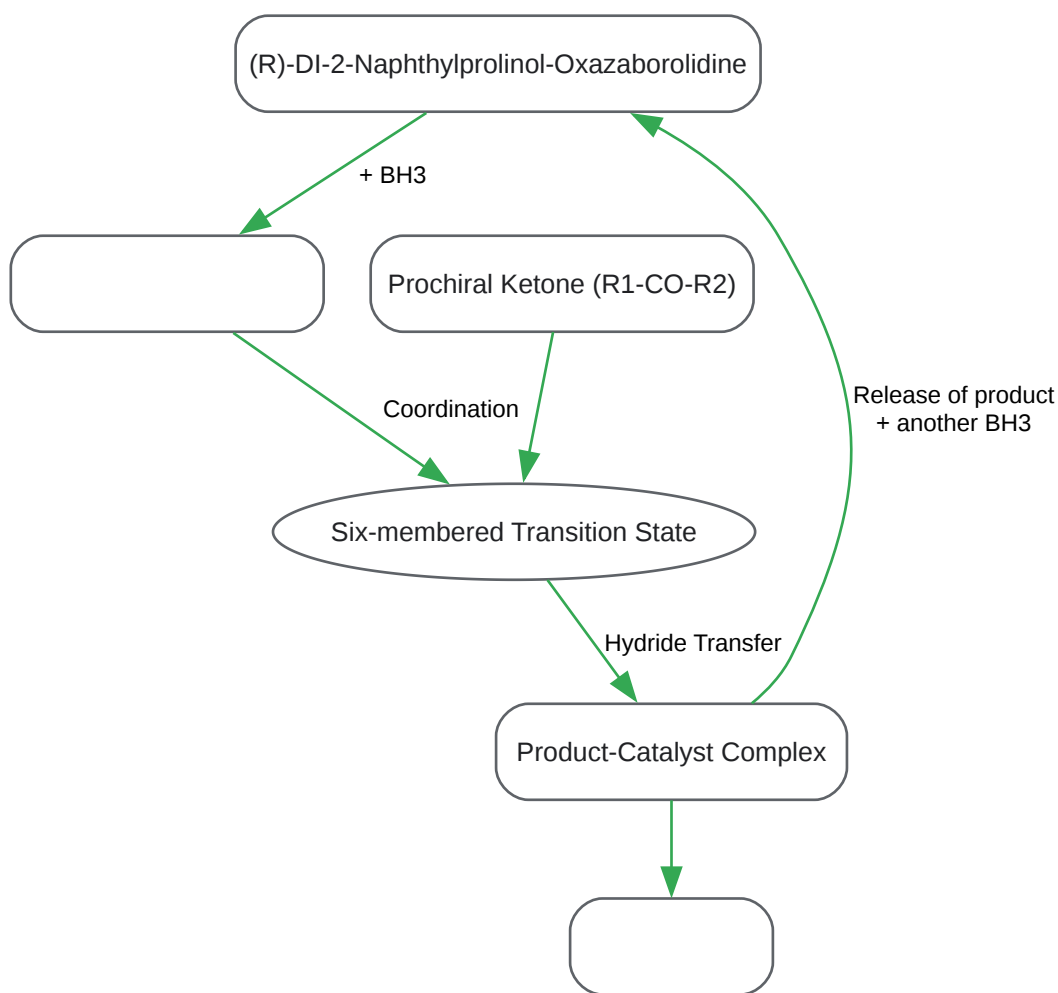 (R)-DI-2-Naphthylprolinol-Oxazaborolidine
+ BH3
Prochiral Ketone (R1-CO-R2)
Release of product
+ another BH3
Coordination
Six-membered Transition State
Hydride Transfer
Product-Catalyst Complex